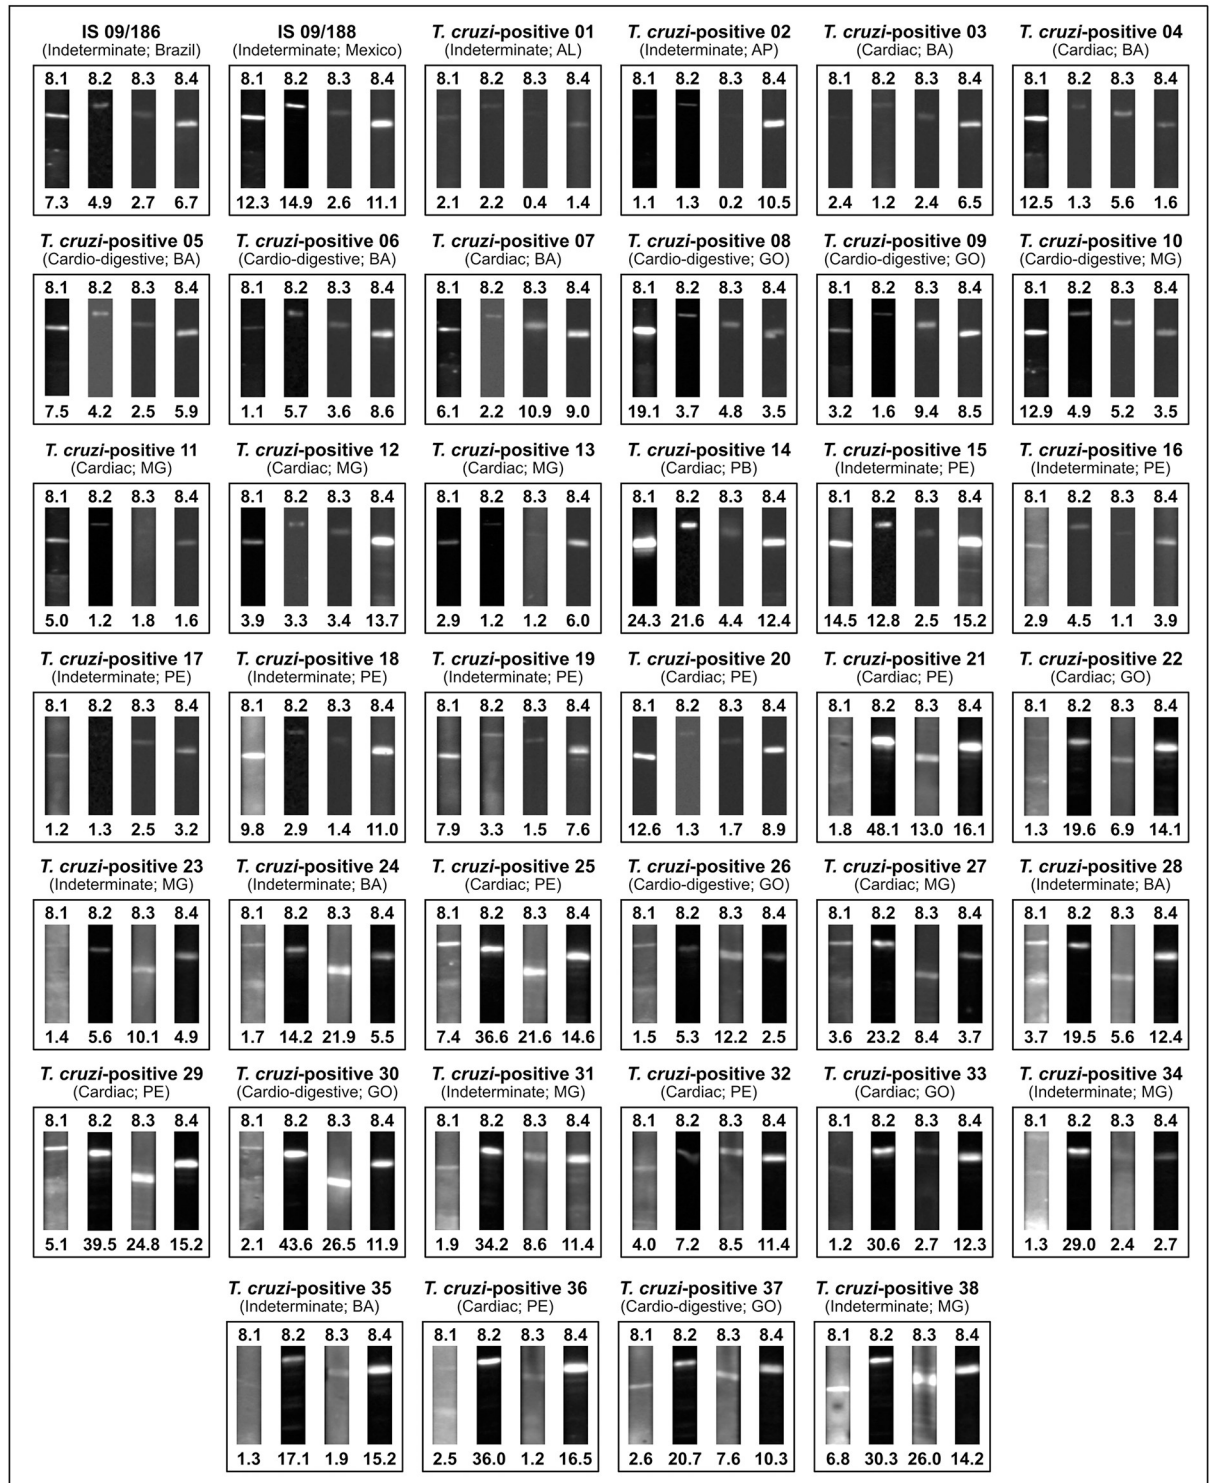 IS 09/186 IS 09/188 T. cruzi-positive 01 T. cruzi-positive 02 T. cruzi-positive 03 T. cruzi-positive 04
(Indeterminate; Brazil) (Indeterminate; Mexico) (Indeterminate; AL) (Indeterminate; AP) (Cardiac; BA) (Cardiac; BA)
8.1 8.2 8.3 8.4 8.1 8.2 8.3 8.4 8.1 8.2 8.3 8.4 8.1 8.2 8.3 8.4 8.1 8.2 8.3 8.4 8.1 8.2 8.3 8.4
7.3 4.9 2.7 6.7 12.3 14.9 2.6 11.1 2.1 2.2 0.4 1.4 1.1 1.3 0.2 10.5 2.4 1.2 2.4 6.5 12.5 1.3 5.6 1.6
T. cruzi-positive 05 T. cruzi-positive 06 T. cruzi-positive 07 T. cruzi-positive 08 T. cruzi-positive 09 T. cruzi-positive 10
(Cardio-digestive; BA) (Cardio-digestive; BA) (Cardiac; BA) (Cardio-digestive; GO) (Cardio-digestive; GO) (Cardio-digestive; MG)
8.1 8.2 8.3 8.4 8.1 8.2 8.3 8.4 8.1 8.2 8.3 8.4 8.1 8.2 8.3 8.4 8.1 8.2 8.3 8.4 8.1 8.2 8.3 8.4
7.5 4.2 2.5 5.9 1.1 5.7 3.6 8.6 6.1 2.2 10.9 9.0 19.1 3.7 4.8 3.5 3.2 1.6 9.4 8.5 12.9 4.9 5.2 3.5
T. cruzi-positive 11 T. cruzi-positive 12 T. cruzi-positive 13 T. cruzi-positive 14 T. cruzi-positive 15 T. cruzi-positive 16
(Cardiac; MG) (Cardiac; MG) (Cardiac; MG) (Cardiac; PB) (Indeterminate; PE) (Indeterminate; PE)
8.1 8.2 8.3 8.4 8.1 8.2 8.3 8.4 8.1 8.2 8.3 8.4 8.1 8.2 8.3 8.4 8.1 8.2 8.3 8.4 8.1 8.2 8.3 8.4
5.0 1.2 1.8 1.6 3.9 3.3 3.4 13.7 2.9 1.2 1.2 6.0 24.3 21.6 4.4 12.4 14.5 12.8 2.5 15.2 2.9 4.5 1.1 3.9
T. cruzi-positive 17 T. cruzi-positive 18 T. cruzi-positive 19 T. cruzi-positive 20 T. cruzi-positive 21 T. cruzi-positive 22
(Indeterminate; PE) (Indeterminate; PE) (Indeterminate; PE) (Cardiac; PE) (Cardiac; PE) (Cardiac; GO)
8.1 8.2 8.3 8.4 8.1 8.2 8.3 8.4 8.1 8.2 8.3 8.4 8.1 8.2 8.3 8.4 8.1 8.2 8.3 8.4 8.1 8.2 8.3 8.4
1.2 1.3 2.5 3.2 9.8 2.9 1.4 11.0 7.9 3.3 1.5 7.6 12.6 1.3 1.7 8.9 1.8 48.1 13.0 16.1 1.3 19.6 6.9 14.1
T. cruzi-positive 23 T. cruzi-positive 24 T. cruzi-positive 25 T. cruzi-positive 26 T. cruzi-positive 27 T. cruzi-positive 28
(Indeterminate; MG) (Indeterminate; BA) (Cardiac; PE) (Cardio-digestive; GO) (Cardiac; MG) (Indeterminate; BA)
8.1 8.2 8.3 8.4 8.1 8.2 8.3 8.4 8.1 8.2 8.3 8.4 8.1 8.2 8.3 8.4 8.1 8.2 8.3 8.4 8.1 8.2 8.3 8.4
1.4 5.6 10.1 4.9 1.7 14.2 21.9 5.5 7.4 36.6 21.6 14.6 1.5 5.3 12.2 2.5 3.6 23.2 8.4 3.7 3.7 19.5 5.6 12.4
T. cruzi-positive 29 T. cruzi-positive 30 T. cruzi-positive 31 T. cruzi-positive 32 T. cruzi-positive 33 T. cruzi-positive 34
(Cardiac; PE) (Cardio-digestive; GO) (Indeterminate; MG) (Cardiac; PE) (Cardiac; GO) (Indeterminate; MG)
8.1 8.2 8.3 8.4 8.1 8.2 8.3 8.4 8.1 8.2 8.3 8.4 8.1 8.2 8.3 8.4 8.1 8.2 8.3 8.4 8.1 8.2 8.3 8.4
5.1 39.5 24.8 15.2 2.1 43.6 26.5 11.9 1.9 34.2 8.6 11.4 4.0 7.2 8.5 11.4 1.2 30.6 2.7 12.3 1.3 29.0 2.4 2.7
T. cruzi-positive 35 T. cruzi-positive 36 T. cruzi-positive 37 T. cruzi-positive 38
(Indeterminate; BA) (Cardiac; PE) (Cardio-digestive; GO) (Indeterminate; MG)
8.1 8.2 8.3 8.4 8.1 8.2 8.3 8.4 8.1 8.2 8.3 8.4 8.1 8.2 8.3 8.4
1.3 17.1 1.9 15.2 2.5 36.0 1.2 16.5 2.6 20.7 7.6 10.3 6.8 30.3 26.0 14.2